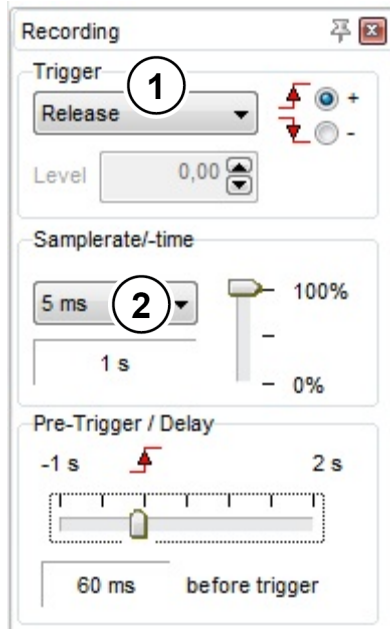 Recording
Trigger
1
Release
+
-
Level 0,00
Samplerate/-time
5 ms 2
100%
1 s
0%
Pre-Trigger / Delay
-1 s 2 s
60 ms before trigger